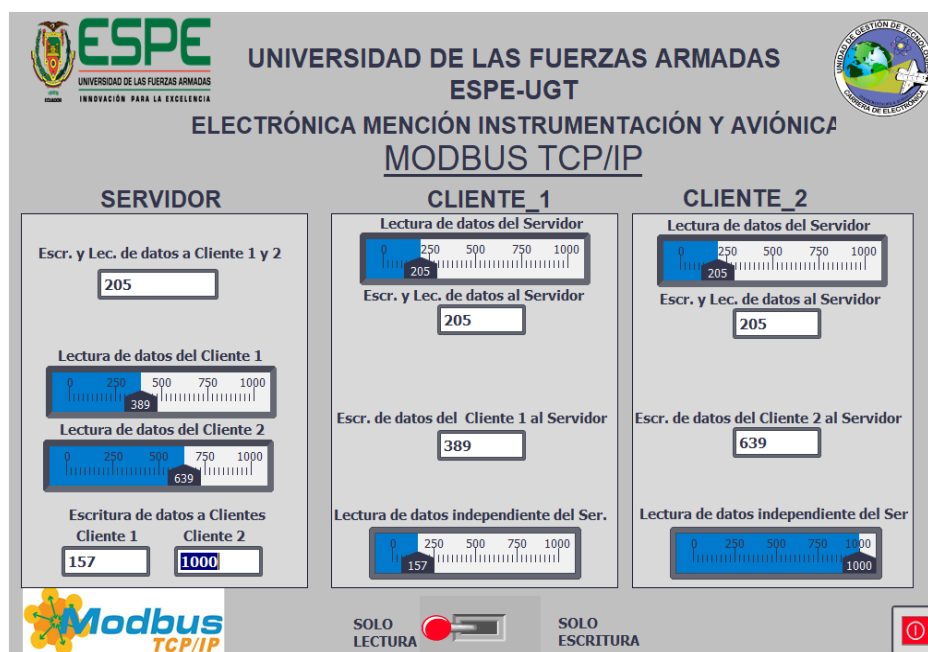 ESPE
UNIVERSIDAD DE LAS FUERZAS ARMADAS
INNOVACIÓN PARA LA EXCELENCIA
ECUADOR
UNIVERSIDAD DE LAS FUERZAS ARMADAS
ESPE-UGT
ELECTRÓNICA MENCIÓN INSTRUMENTACIÓN Y AVIÓNICA
MODBUS TCP/IP
UNIDAD DE GESTIÓN DE
CARRERA DE ELECTRÓNICA
SERVIDOR
Escr. y Lec. de datos a Cliente 1 y 2
205
Lectura de datos del Cliente 1
0 250 500 750 1000
389
Lectura de datos del Cliente 2
0 250 500 750 1000
639
Escritura de datos a Clientes
Cliente 1 Cliente 2
157 1000
CLIENTE_1
Lectura de datos del Servidor
0 250 500 750 1000
205
Escr. y Lec. de datos al Servidor
205
Escr. de datos del Cliente 1 al Servidor
389
Lectura de datos independiente del Ser.
0 250 500 750 1000
157
CLIENTE_2
Lectura de datos del Servidor
0 250 500 750 1000
205
Escr. y Lec. de datos al Servidor
205
Escr. de datos del Cliente 2 al Servidor
639
Lectura de datos independiente del Ser
0 250 500 750 1000
1000
Modbus
TCP/IP
SOLO
LECTURA
SOLO
ESCRITURA